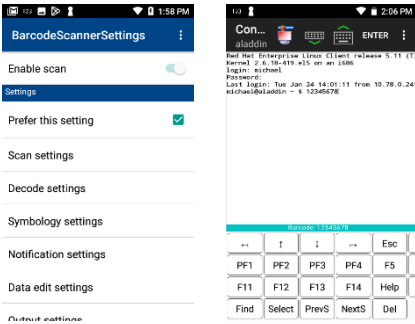 123
1:58 PM
BarcodeScannerSettings
Enable scan
Settings
Prefer this setting
Scan settings
Decode settings
Symbology settings
Notification settings
Data edit settings
Output settings
123
2:06 PM
Con...
aladdin
ENTER
Red Hat Enterprise Linux Client release 5.11 (T
Kernel 2.6.18-419.el5 on an i686
login: michael
Password:
Last login: Tue Jan 24 14:01:11 from 10.78.0.24
michael@aladdin ~ $ 12345678
Barcode: 12345678
↤ ↑ ↓ ↦ Esc
PF1 PF2 PF3 PF4 F5
F11 F12 F13 F14 Help
Find Select PrevS NextS Del